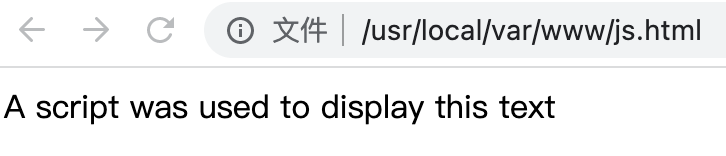 文件 | /usr/local/var/www/js.html
A script was used to display this text